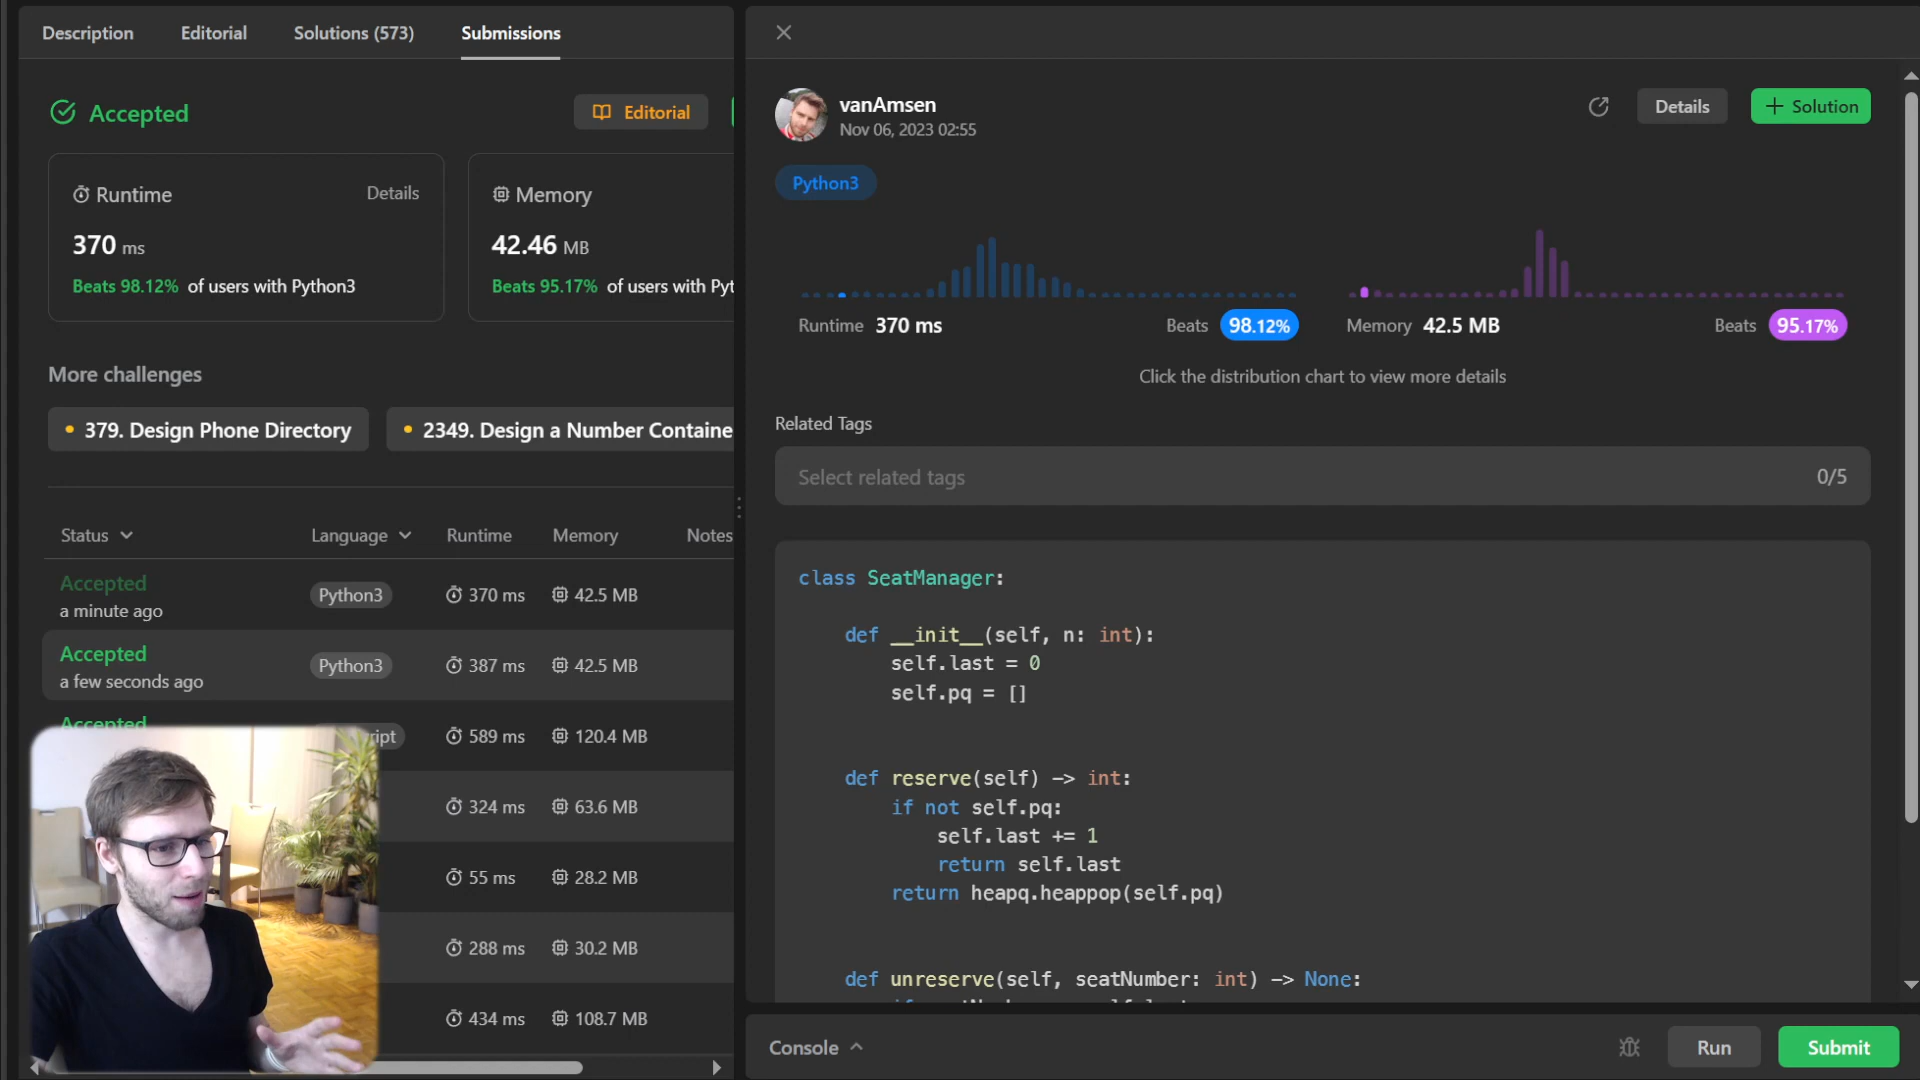 Description Editorial Solutions (573) Submissions
Accepted
Editorial
Runtime Details
370 ms
Beats 98.12% of users with Python3
Memory
42.46 MB
Beats 95.17% of users with Pyt
More challenges
379. Design Phone Directory
2349. Design a Number Containe
Status Language Runtime Memory Notes
Accepted
a minute ago
Python3 370 ms 42.5 MB
Accepted
a few seconds ago
Python3 387 ms 42.5 MB
Accepted
ript 589 ms 120.4 MB
324 ms 63.6 MB
55 ms 28.2 MB
288 ms 30.2 MB
434 ms 108.7 MB
vanAmsen
Nov 06, 2023 02:55
Details
+ Solution
Python3
Runtime 370 ms Beats 98.12%
Memory 42.5 MB Beats 95.17%
Click the distribution chart to view more details
Related Tags
Select related tags 0/5
class SeatManager:
def __init__(self, n: int):
self.last = 0
self.pq = []
def reserve(self) -> int:
if not self.pq:
self.last += 1
return self.last
return heapq.heappop(self.pq)
def unreserve(self, seatNumber: int) -> None:
Console
Run
Submit